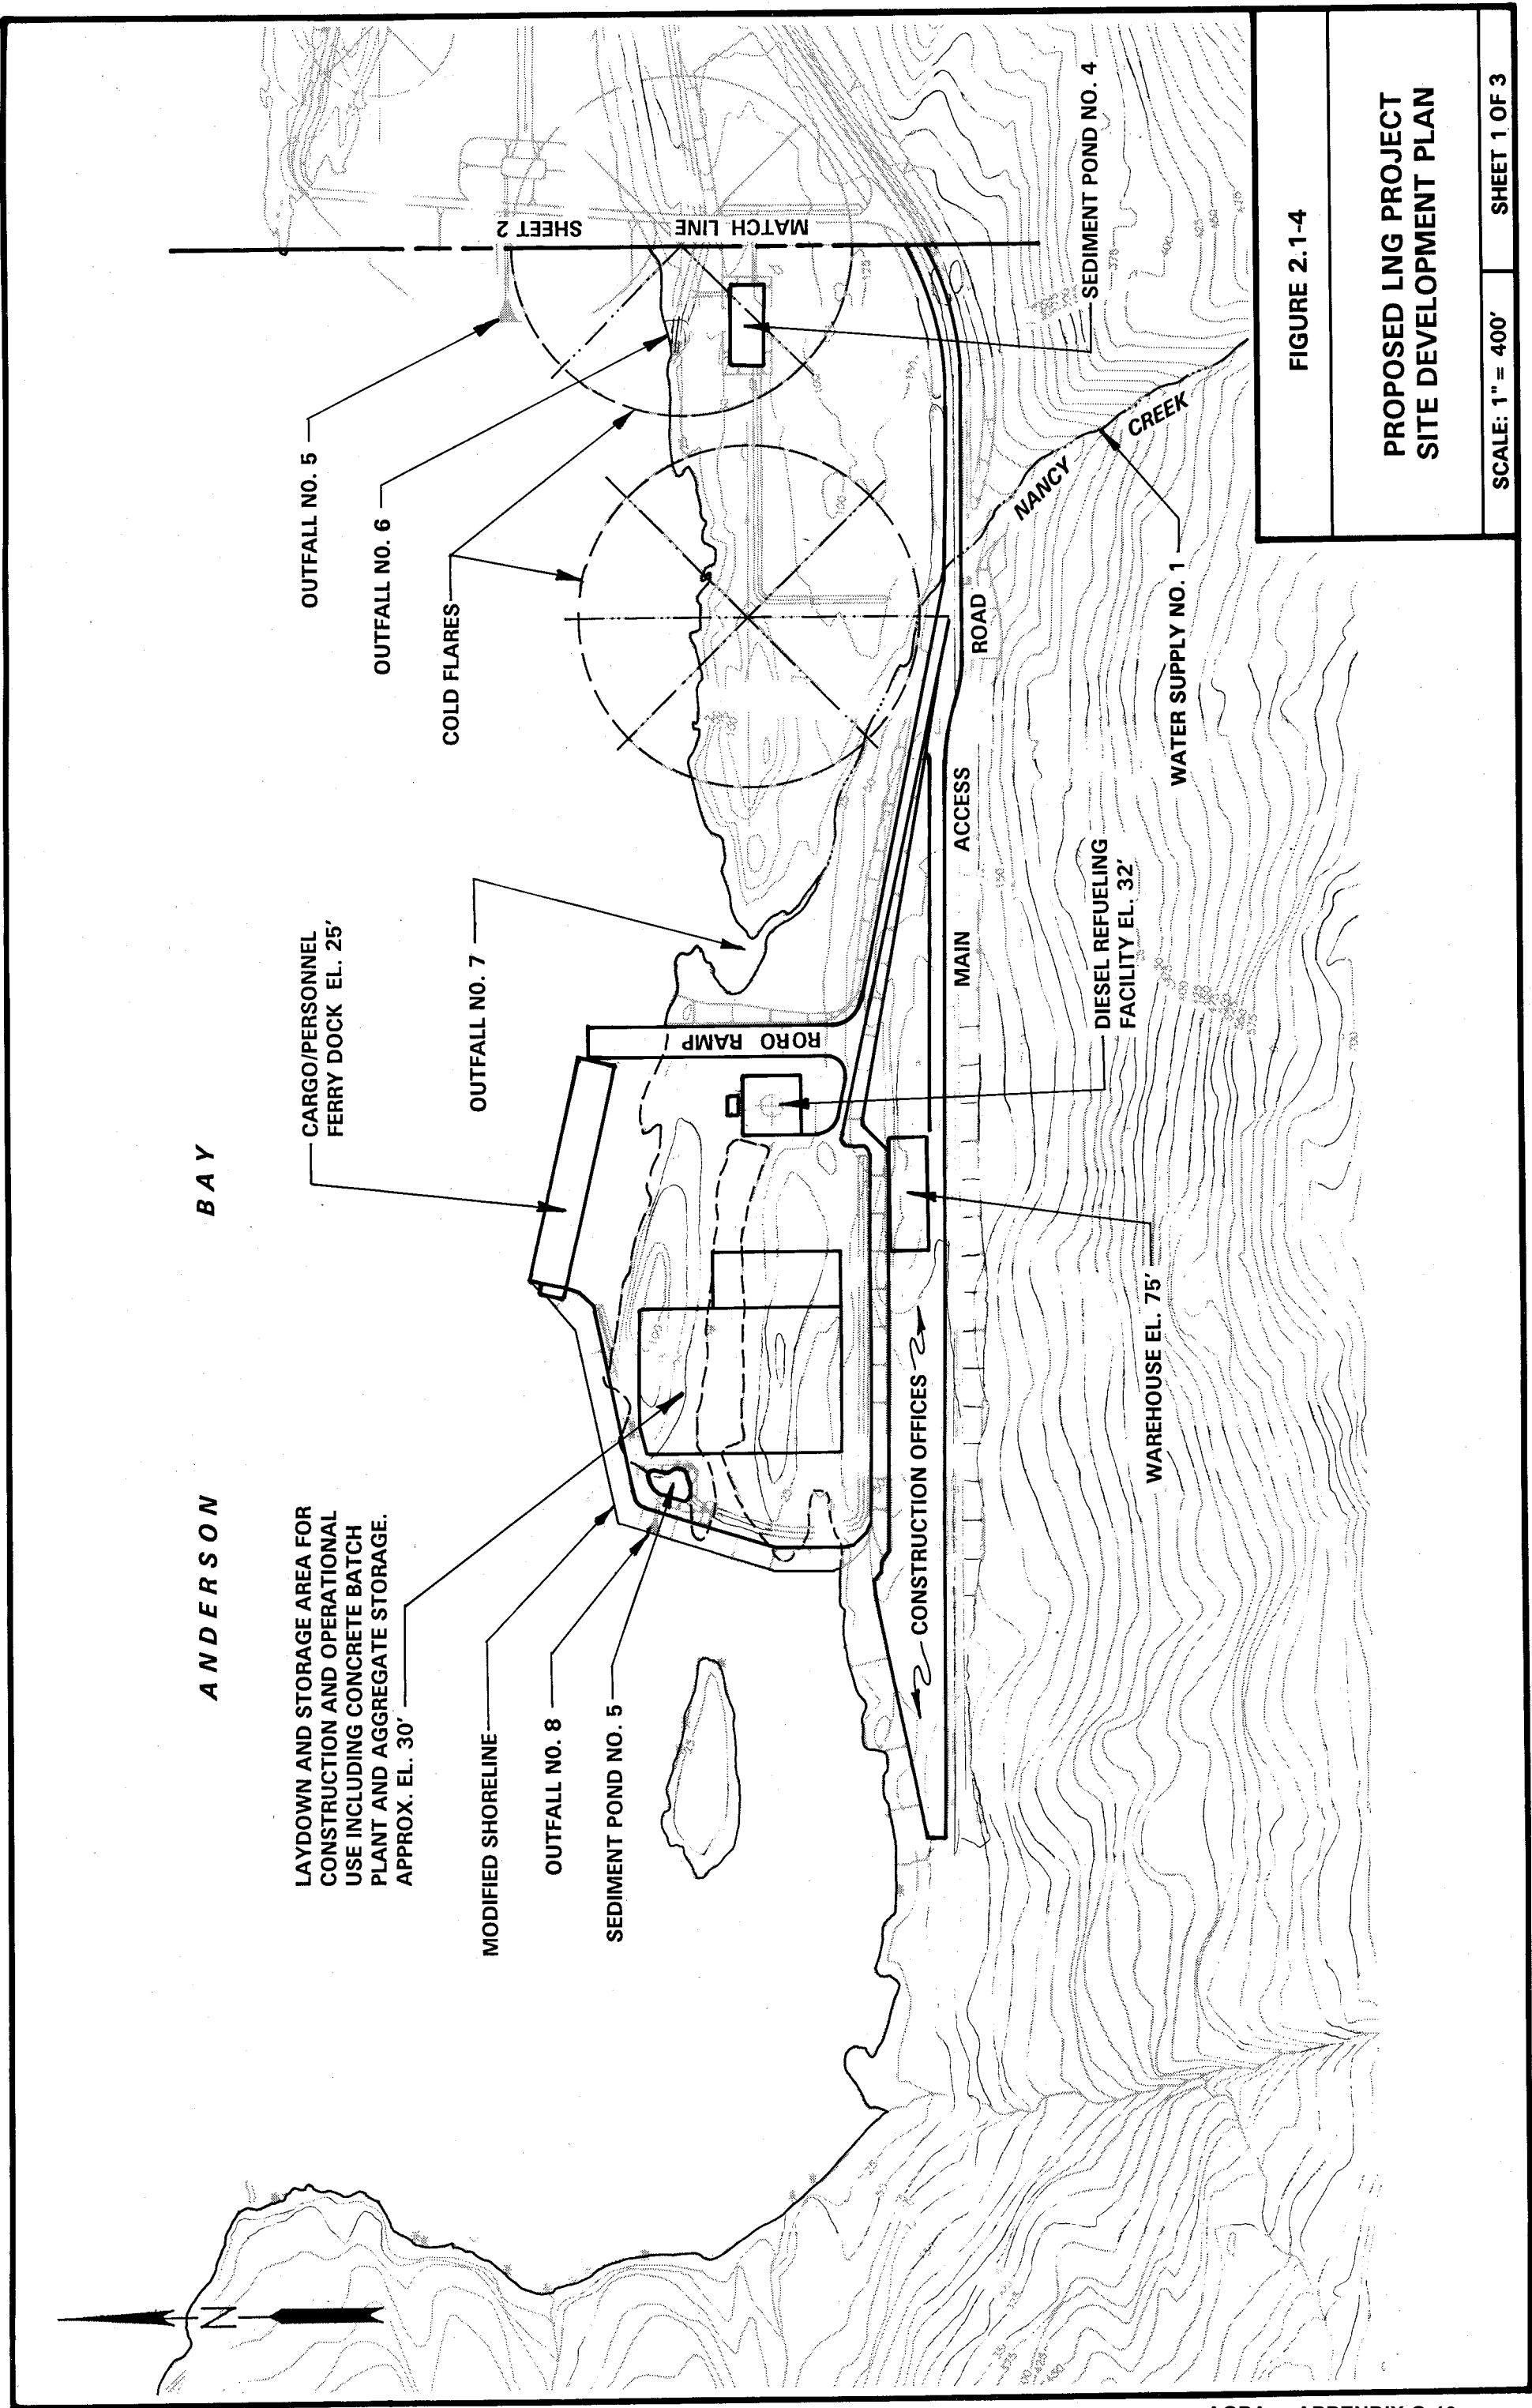 ANDERSON BAY
LAYDOWN AND STORAGE AREA FOR
CONSTRUCTION AND OPERATIONAL
USE INCLUDING CONCRETE BATCH
PLANT AND AGGREGATE STORAGE.
APPROX. EL. 30'
MODIFIED SHORELINE
OUTFALL NO. 8
SEDIMENT POND NO. 5
CARGO/PERSONNEL
FERRY DOCK EL. 25'
OUTFALL NO. 7
OUTFALL NO. 5
OUTFALL NO. 6
COLD FLARES
SHEET 2
MATCH LINE
RORO RAMP
CONSTRUCTION OFFICES
MAIN ACCESS ROAD
NANCY CREEK
SEDIMENT POND NO. 4
WATER SUPPLY NO. 1
DIESEL REFUELING
FACILITY EL. 32'
WAREHOUSE EL. 75'
N
FIGURE 2.1-4
PROPOSED LNG PROJECT
SITE DEVELOPMENT PLAN
SCALE: 1" = 400'
SHEET 1 OF 3